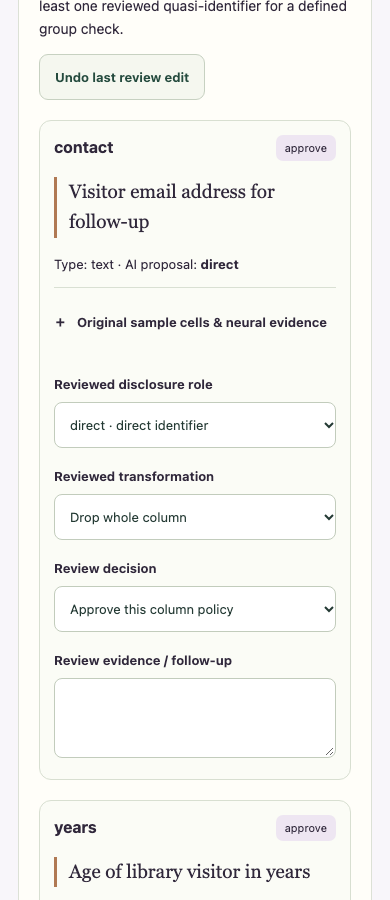 least one reviewed quasi-identifier for a defined
group check.
Undo last review edit
contact
approve
Visitor email address for
follow-up
Type: text · AI proposal: direct
+ Original sample cells & neural evidence
Reviewed disclosure role
direct · direct identifier
Reviewed transformation
Drop whole column
Review decision
Approve this column policy
Review evidence / follow-up
years
approve
Age of library visitor in years